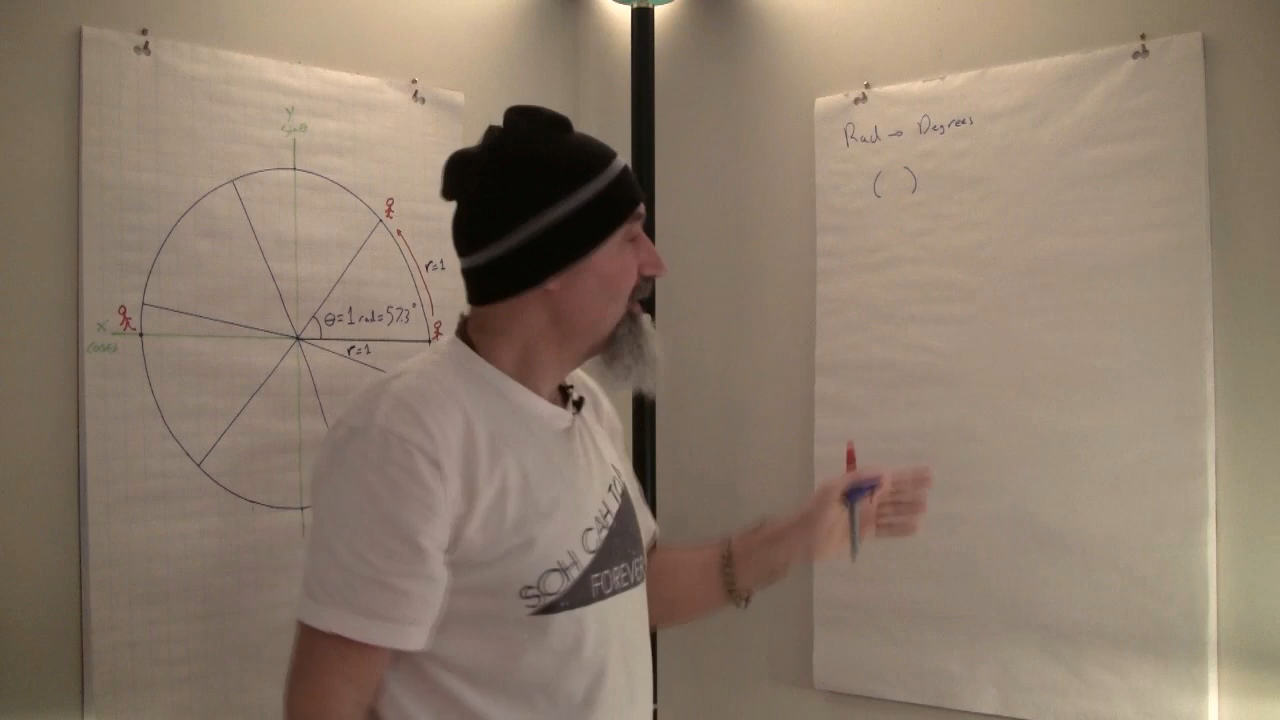 Y
sinθ
r=1
θ=1 rad=57.3°
X
cosθ
r=1
Rad → Degrees
( )
SOH CAH TOA
FOREVER